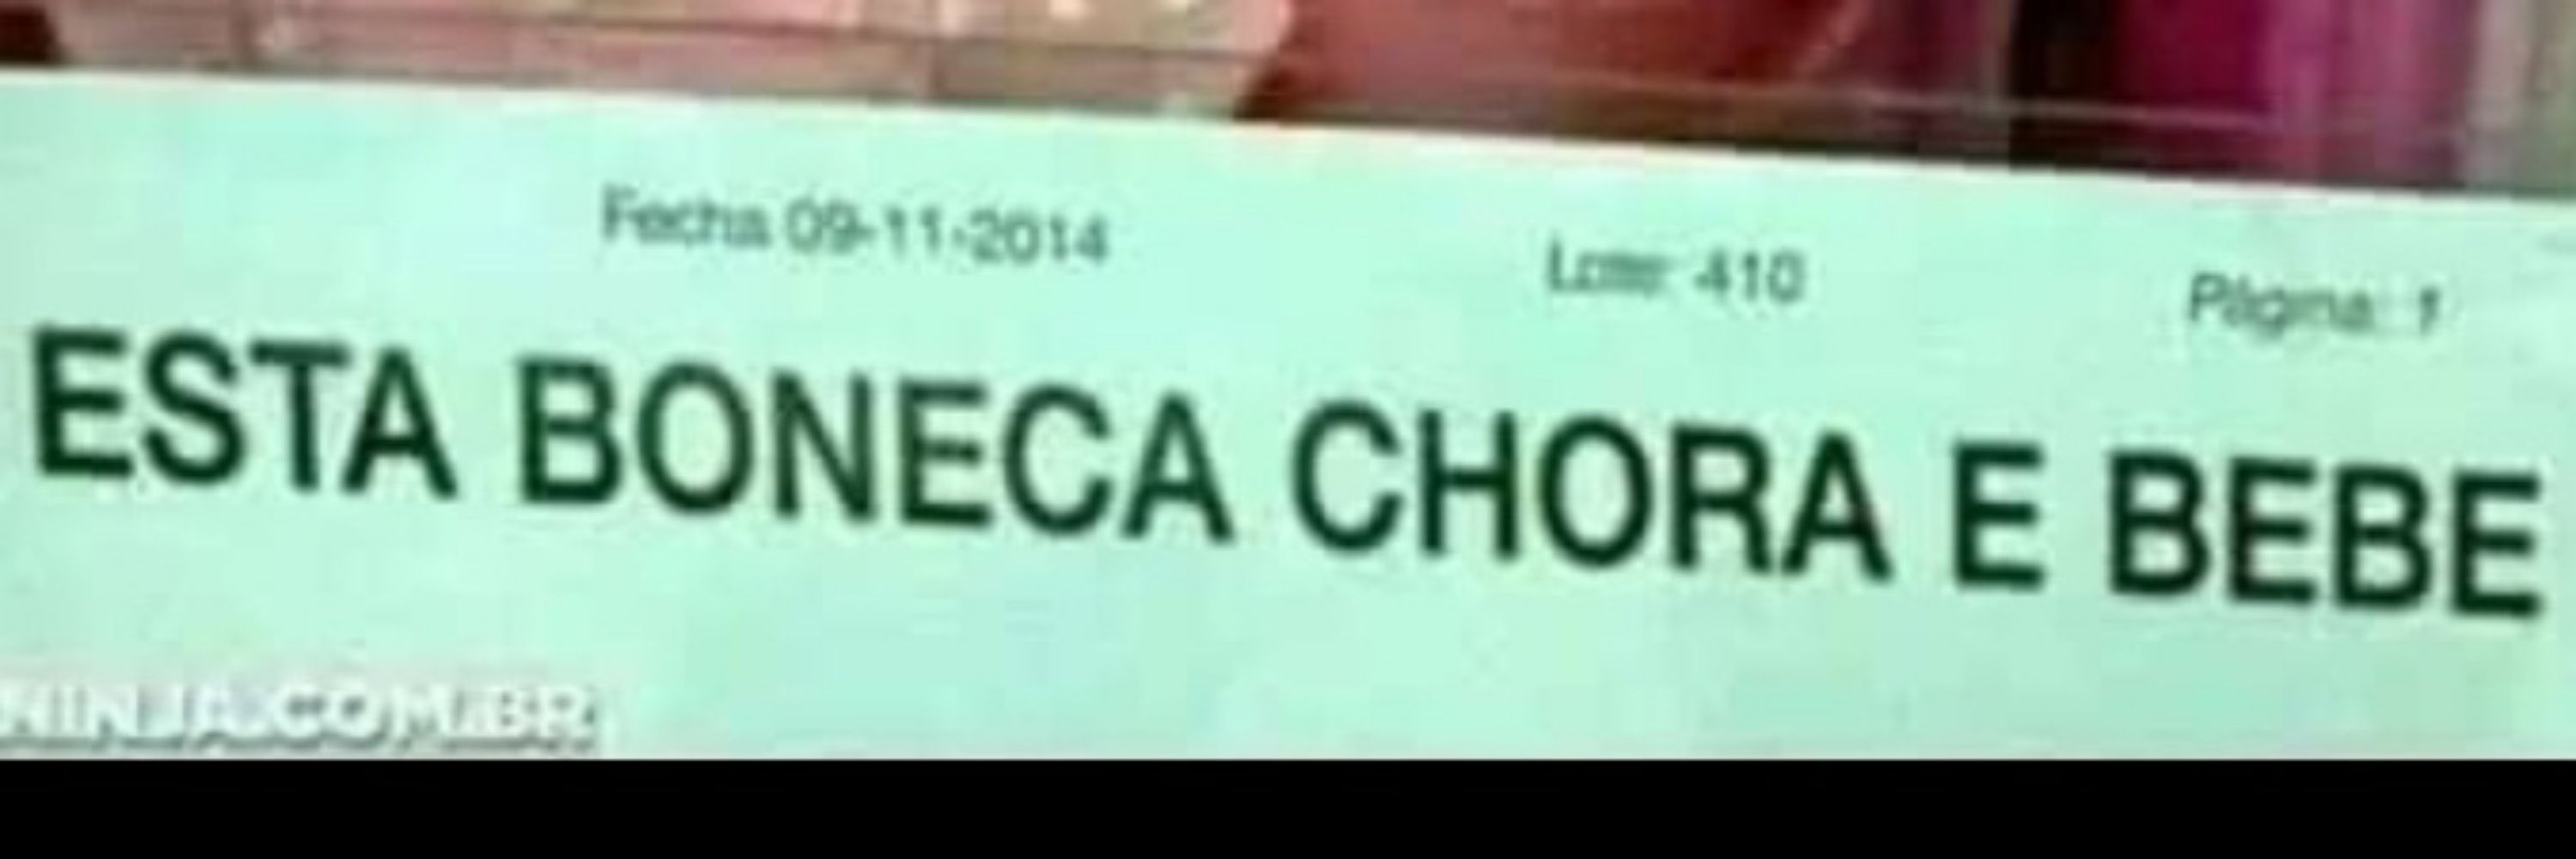 Fecha 09-11-2014 Lote: 410 Página: 1
ESTA BONECA CHORA E BEBE
NINJA.COM.BR